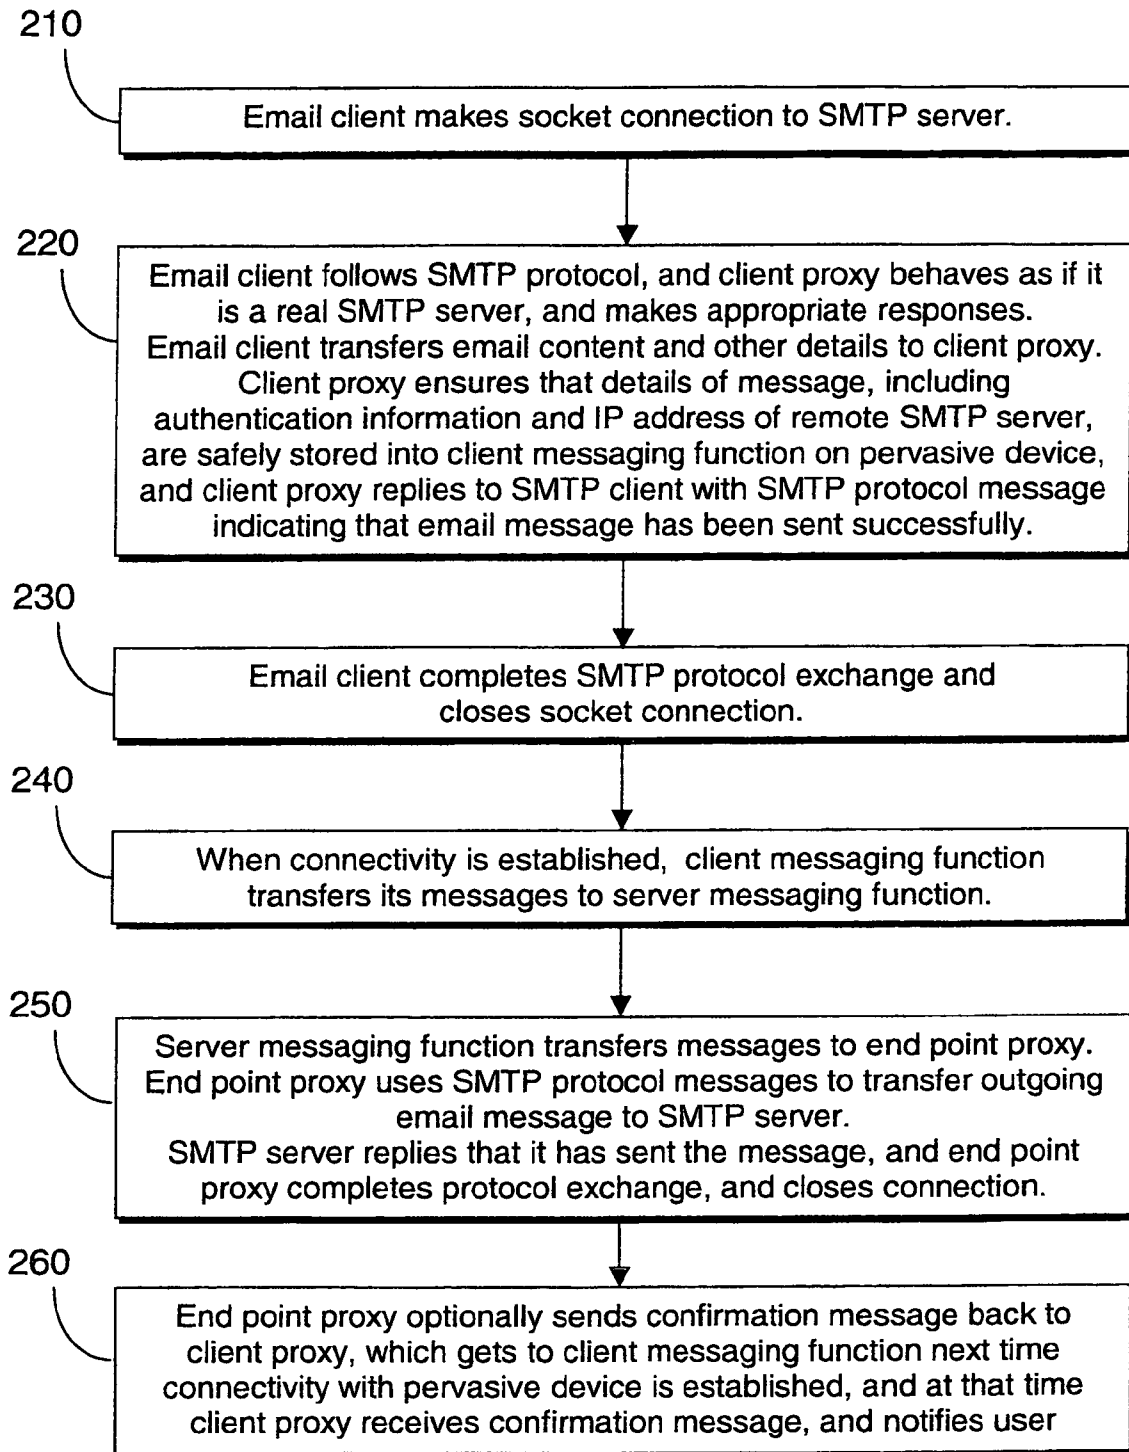 210
Email client makes socket connection to SMTP server.
220
Email client follows SMTP protocol, and client proxy behaves as if it
is a real SMTP server, and makes appropriate responses.
Email client transfers email content and other details to client proxy.
Client proxy ensures that details of message, including
authentication information and IP address of remote SMTP server,
are safely stored into client messaging function on pervasive device,
and client proxy replies to SMTP client with SMTP protocol message
indicating that email message has been sent successfully.
230
Email client completes SMTP protocol exchange and
closes socket connection.
240
When connectivity is established, client messaging function
transfers its messages to server messaging function.
250
Server messaging function transfers messages to end point proxy.
End point proxy uses SMTP protocol messages to transfer outgoing
email message to SMTP server.
SMTP server replies that it has sent the message, and end point
proxy completes protocol exchange, and closes connection.
260
End point proxy optionally sends confirmation message back to
client proxy, which gets to client messaging function next time
connectivity with pervasive device is established, and at that time
client proxy receives confirmation message, and notifies user